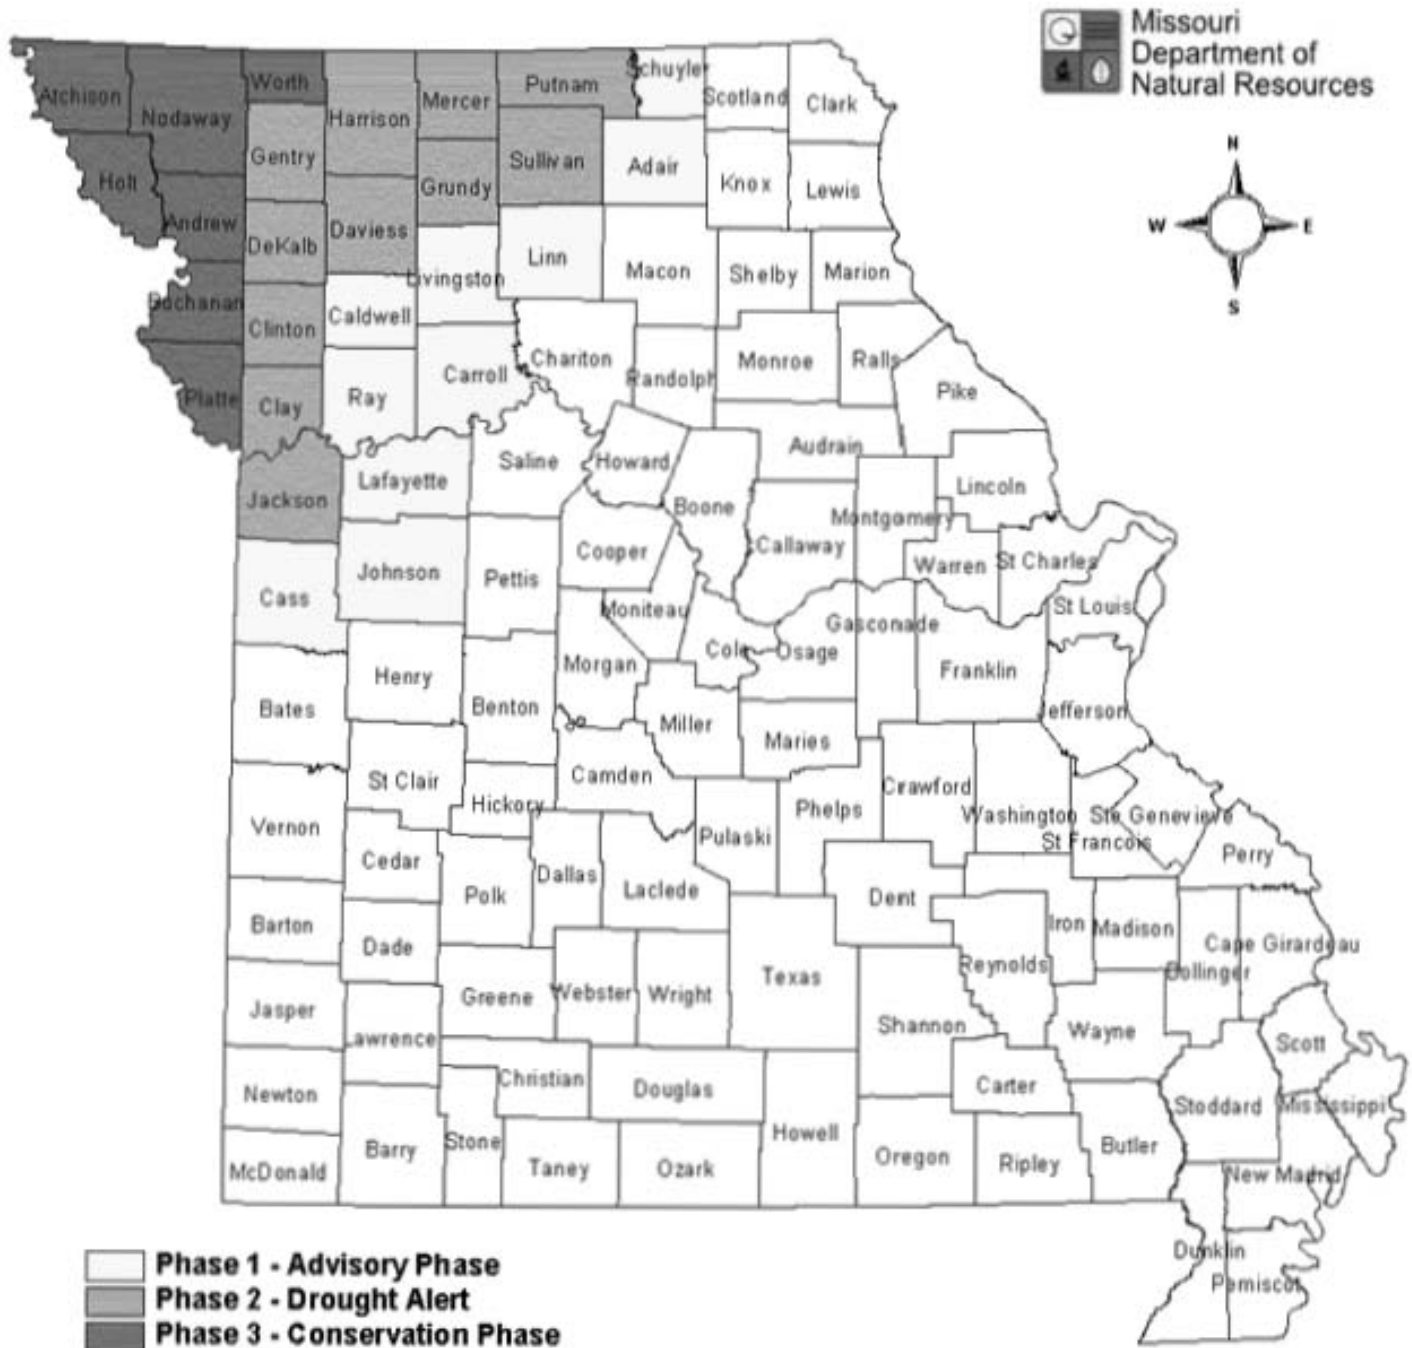 Missouri
Department of
Natural Resources
N
W
E
S
Atchison
Nodaway
Worth
Harrison
Mercer
Putnam
Schuyler
Scotland
Clark
Gentry
Sullivan
Adair
Knox
Lewis
Holt
Andrew
DeKalb
Daviess
Grundy
Livingston
Linn
Macon
Shelby
Marion
Buchanan
Clinton
Caldwell
Chariton
Randolph
Monroe
Ralls
Pike
Platte
Clay
Ray
Carroll
Audrain
Jackson
Lafayette
Saline
Howard
Boone
Lincoln
Montgomery
Callaway
Warren
St Charles
St Louis
Cass
Johnson
Pettis
Cooper
Moniteau
Cole
Osage
Gasconade
Franklin
Jefferson
Bates
Henry
Benton
Morgan
Miller
Maries
St Clair
Hickory
Camden
Pulaski
Phelps
Crawford
Washington
Ste Genevieve
St Francois
Perry
Vernon
Cedar
Polk
Dallas
Laclede
Dent
Iron
Madison
Cape Girardeau
Bollinger
Barton
Dade
Greene
Webster
Wright
Texas
Reynolds
Shannon
Wayne
Scott
Jasper
Lawrence
Christian
Douglas
Carter
Stoddard
Mississippi
Newton
Barry
Stone
Taney
Ozark
Howell
Oregon
Ripley
Butler
New Madrid
McDonald
Dunklin
Pemiscot
Phase 1 - Advisory Phase
Phase 2 - Drought Alert
Phase 3 - Conservation Phase